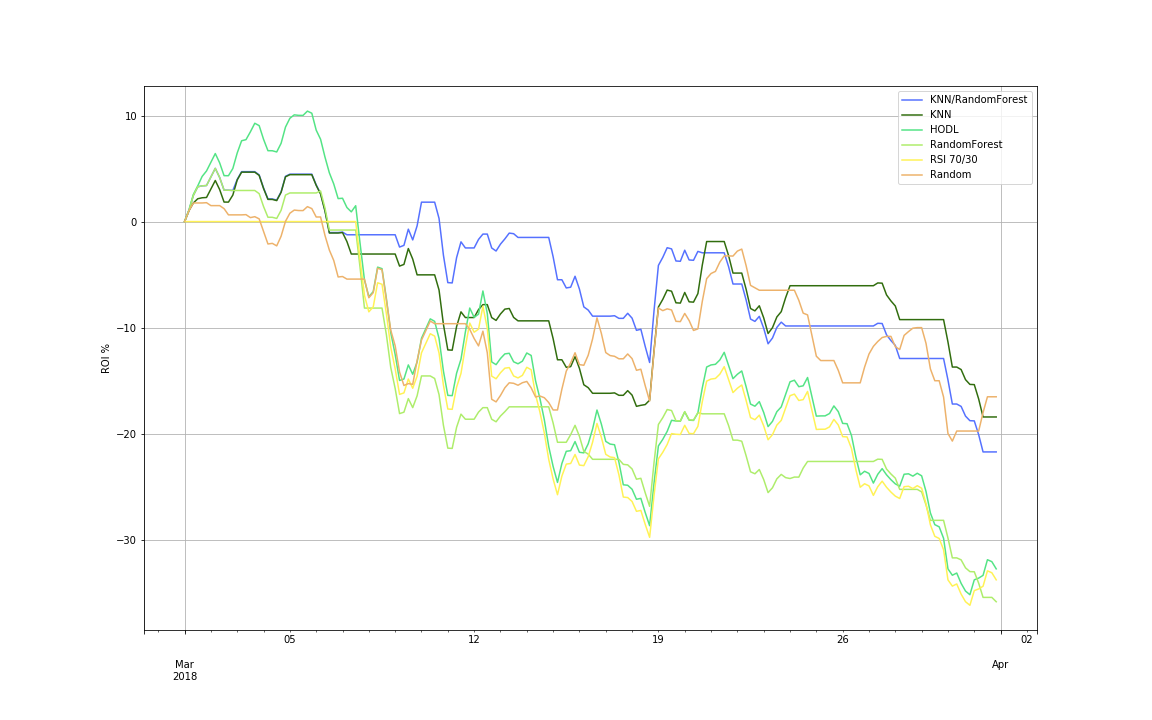 KNN/RandomForest
KNN
HODL
RandomForest
RSI 70/30
Random
10
0
−10
−20
−30
ROI %
05
12
19
26
02
Mar
2018
Apr